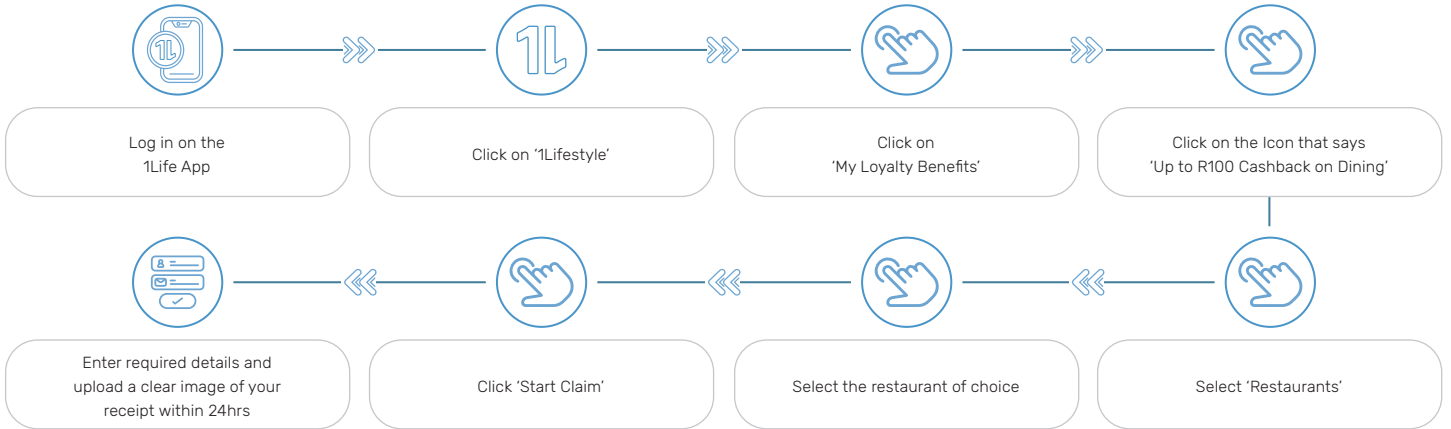 Log in on the
1Life App
Click on ‘1Lifestyle’
Click on
‘My Loyalty Benefits’
Click on the Icon that says
‘Up to R100 Cashback on Dining’
Select ‘Restaurants’
Select the restaurant of choice
Click ‘Start Claim’
Enter required details and
upload a clear image of your
receipt within 24hrs